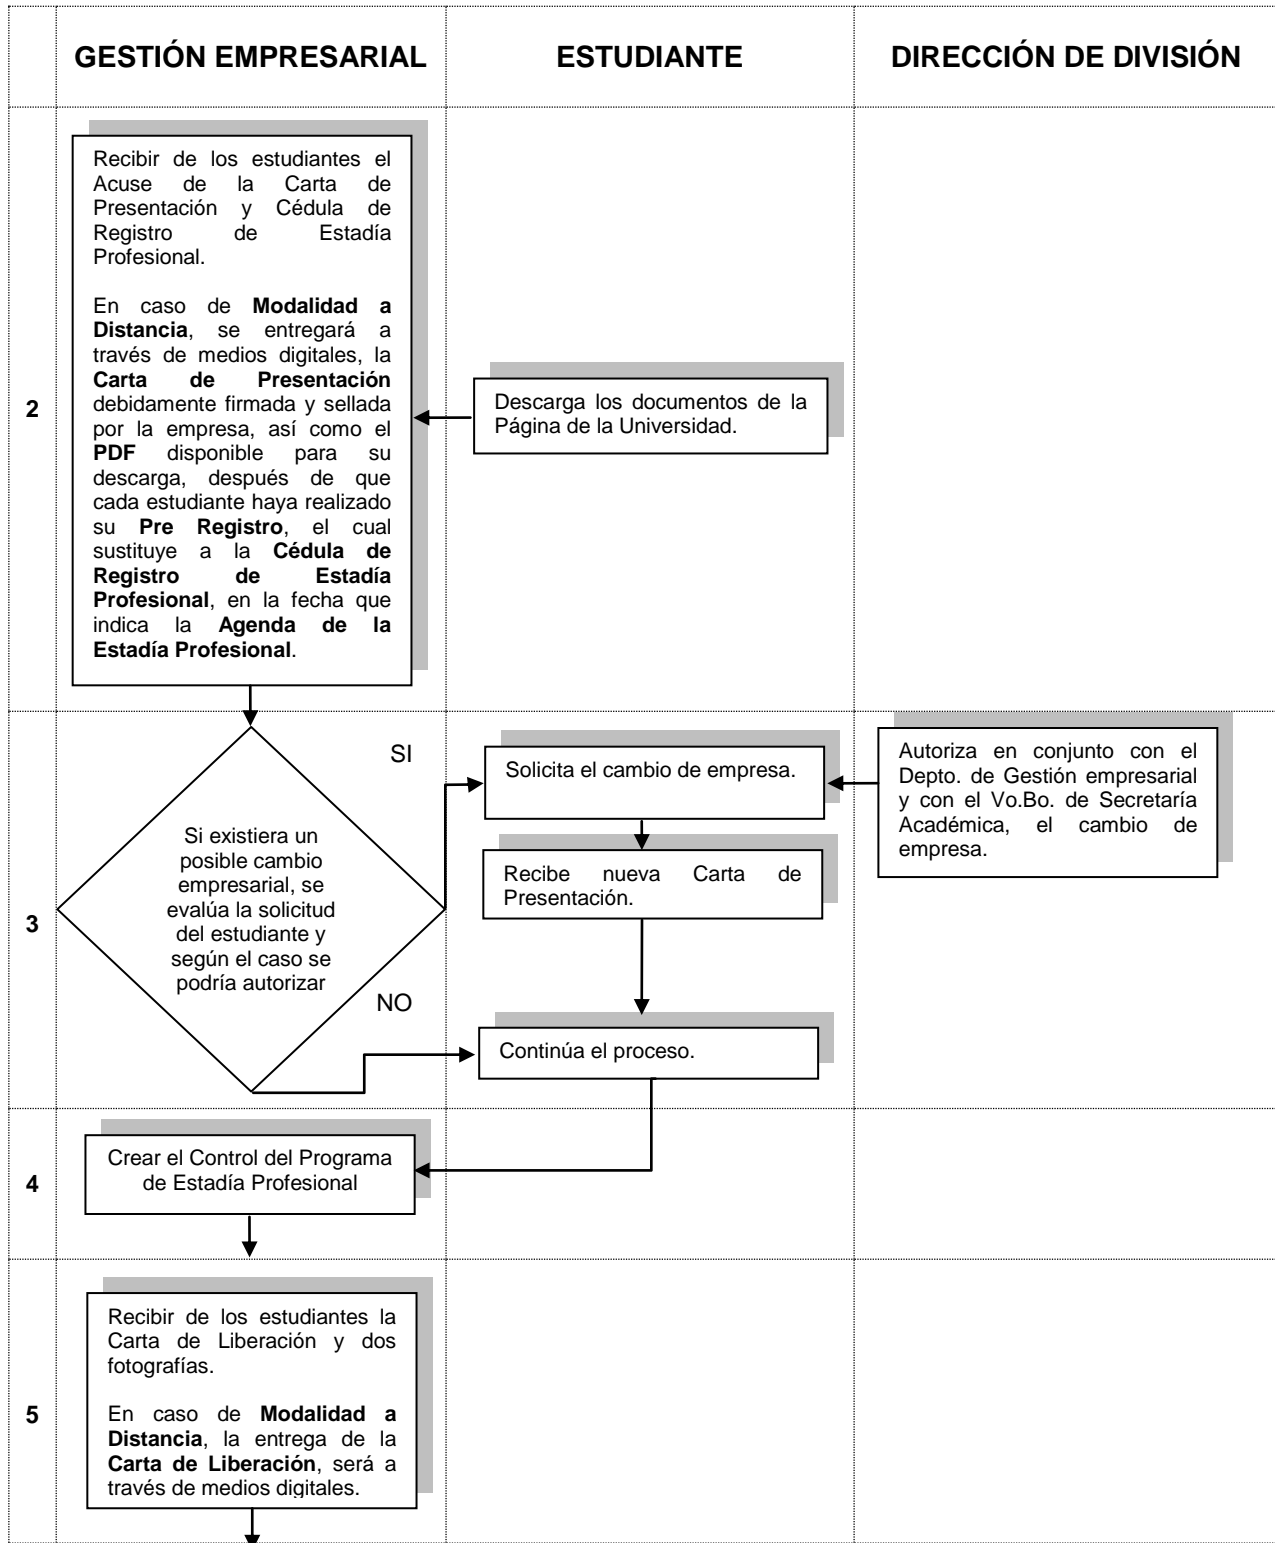 GESTIÓN EMPRESARIAL
ESTUDIANTE
DIRECCIÓN DE DIVISIÓN
2
Recibir de los estudiantes el
Acuse de la Carta de
Presentación y Cédula de
Registro de Estadía
Profesional.
En caso de Modalidad a
Distancia, se entregará a
través de medios digitales, la
Carta de Presentación
debidamente firmada y sellada
por la empresa, así como el
PDF disponible para su
descarga, después de que
cada estudiante haya realizado
su Pre Registro, el cual
sustituye a la Cédula de
Registro de Estadía
Profesional, en la fecha que
indica la Agenda de la
Estadía Profesional.
Descarga los documentos de la
Página de la Universidad.
3
Si existiera un
posible cambio
empresarial, se
evalúa la solicitud
del estudiante y
según el caso se
podría autorizar
SI
NO
Solicita el cambio de empresa.
Recibe nueva Carta de
Presentación.
Continúa el proceso.
Autoriza en conjunto con el
Depto. de Gestión empresarial
y con el Vo.Bo. de Secretaría
Académica, el cambio de
empresa.
4
Crear el Control del Programa
de Estadía Profesional
5
Recibir de los estudiantes la
Carta de Liberación y dos
fotografías.
En caso de Modalidad a
Distancia, la entrega de la
Carta de Liberación, será a
través de medios digitales.